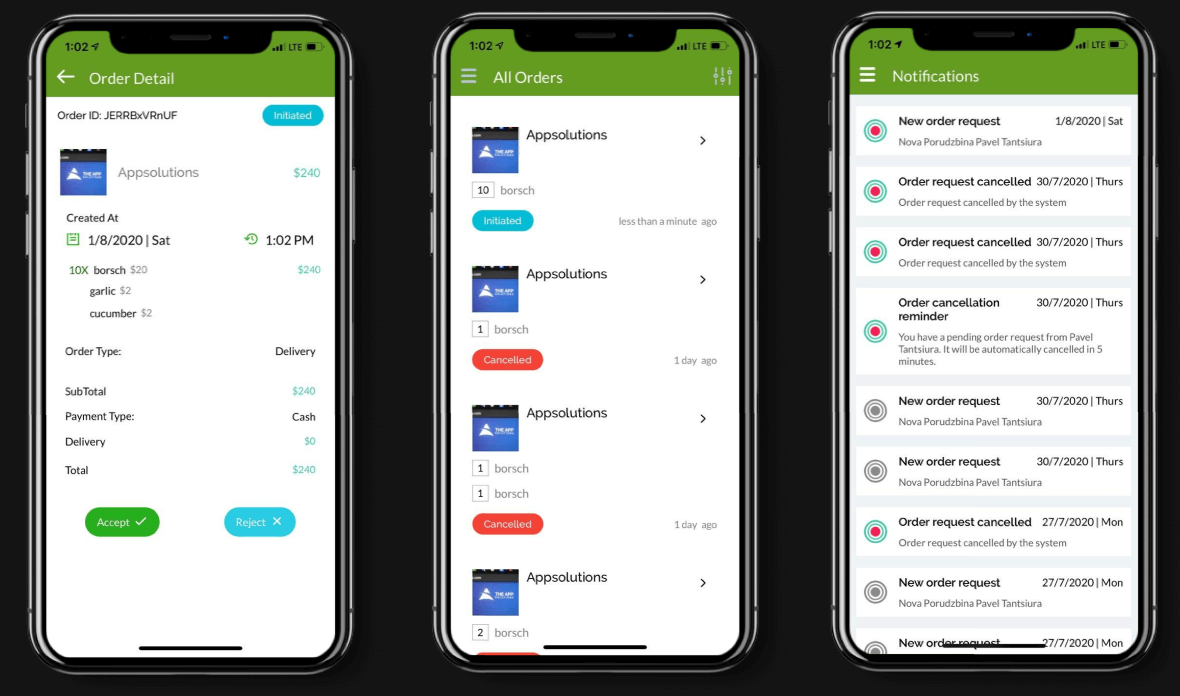 1:02
LTE
Order Detail
Order ID: JERRBxVRnUF
Initiated
THE APP
Appsolutions
$240
Created At
1/8/2020 | Sat
1:02 PM
10X borsch $20
$240
garlic $2
cucumber $2
Order Type:
Delivery
SubTotal
$240
Payment Type:
Cash
Delivery
$0
Total
$240
Accept
Reject
1:02
LTE
All Orders
THE APP
Appsolutions
10 borsch
Initiated
less than a minute ago
THE APP
Appsolutions
1 borsch
Cancelled
1 day ago
THE APP
Appsolutions
1 borsch
1 borsch
Cancelled
1 day ago
THE APP
Appsolutions
2 borsch
1:02
LTE
Notifications
New order request
1/8/2020 | Sat
Nova Porudzbina Pavel Tantsiura
Order request cancelled
30/7/2020 | Thurs
Order request cancelled by the system
Order request cancelled
30/7/2020 | Thurs
Order request cancelled by the system
Order cancellation
reminder
30/7/2020 | Thurs
You have a pending order request from Pavel
Tantsiura. It will be automatically cancelled in 5
minutes.
New order request
30/7/2020 | Thurs
Nova Porudzbina Pavel Tantsiura
New order request
30/7/2020 | Thurs
Nova Porudzbina Pavel Tantsiura
Order request cancelled
27/7/2020 | Mon
Order request cancelled by the system
New order request
27/7/2020 | Mon
Nova Porudzbina Pavel Tantsiura
New order request
27/7/2020 | Mon